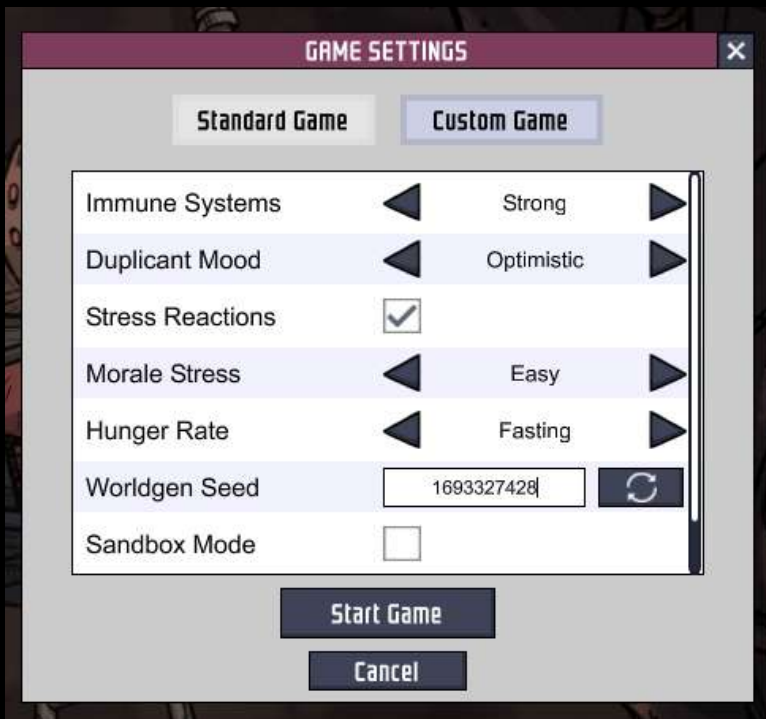 GAME SETTINGS
Standard Game Custom Game
Immune Systems Strong
Duplicant Mood Optimistic
Stress Reactions
Morale Stress Easy
Hunger Rate Fasting
Worldgen Seed 1693327428
Sandbox Mode
Start Game
Cancel